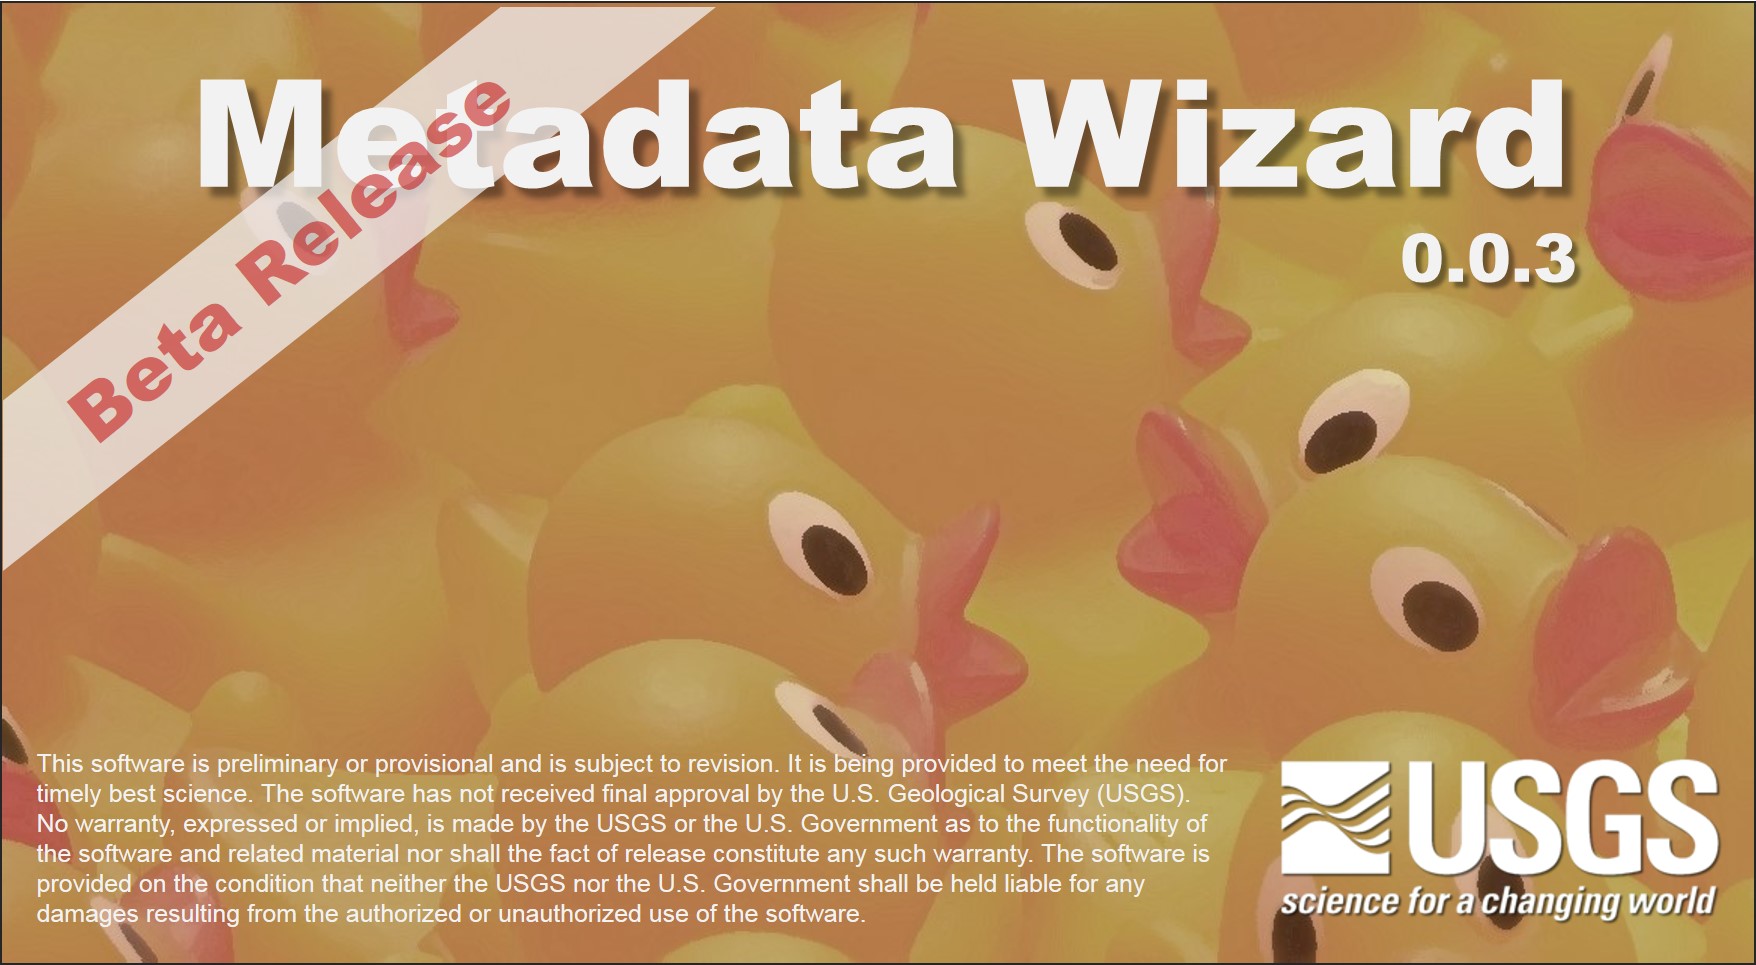 Metadata Wizard
Beta Release
0.0.3
This software is preliminary or provisional and is subject to revision. It is being provided to meet the need for
timely best science. The software has not received final approval by the U.S. Geological Survey (USGS).
No warranty, expressed or implied, is made by the USGS or the U.S. Government as to the functionality of
the software and related material nor shall the fact of release constitute any such warranty. The software is
provided on the condition that neither the USGS nor the U.S. Government shall be held liable for any
damages resulting from the authorized or unauthorized use of the software.
USGS
science for a changing world